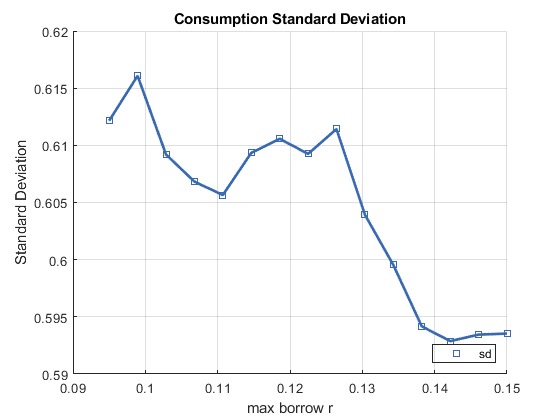 Consumption Standard Deviation
0.62
0.615
0.61
0.605
0.6
0.595
0.59
Standard Deviation
0.09 0.1 0.11 0.12 0.13 0.14 0.15
max borrow r
sd